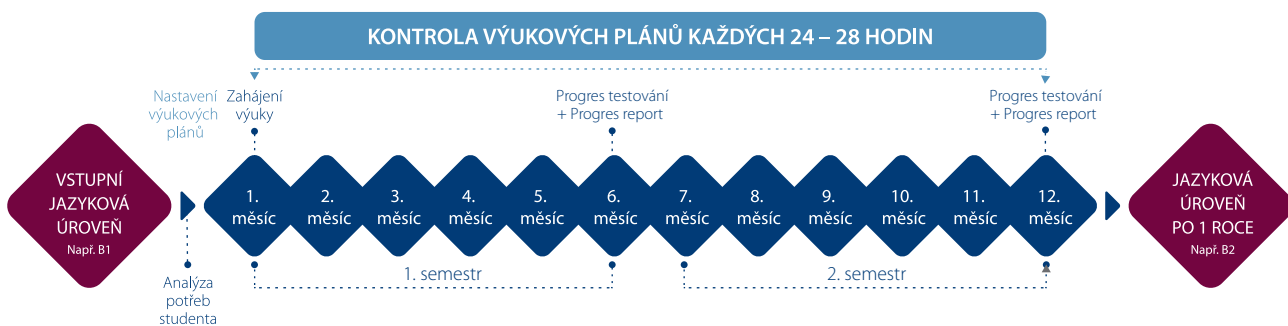 KONTROLA VÝUKOVÝCH PLÁNŮ KAŽDÝCH 24 – 28 HODIN
Nastavení
výukových
plánů
Zahájení
výuky
Progres testování
+ Progres report
Progres testování
+ Progres report
VSTUPNÍ
JAZYKOVÁ
ÚROVEŇ
Např. B1
1.
měsíc
2.
měsíc
3.
měsíc
4.
měsíc
5.
měsíc
6.
měsíc
7.
měsíc
8.
měsíc
9.
měsíc
10.
měsíc
11.
měsíc
12.
měsíc
JAZYKOVÁ
ÚROVEŇ
PO 1 ROCE
Např. B2
1. semestr
2. semestr
Analýza
potřeb
studenta